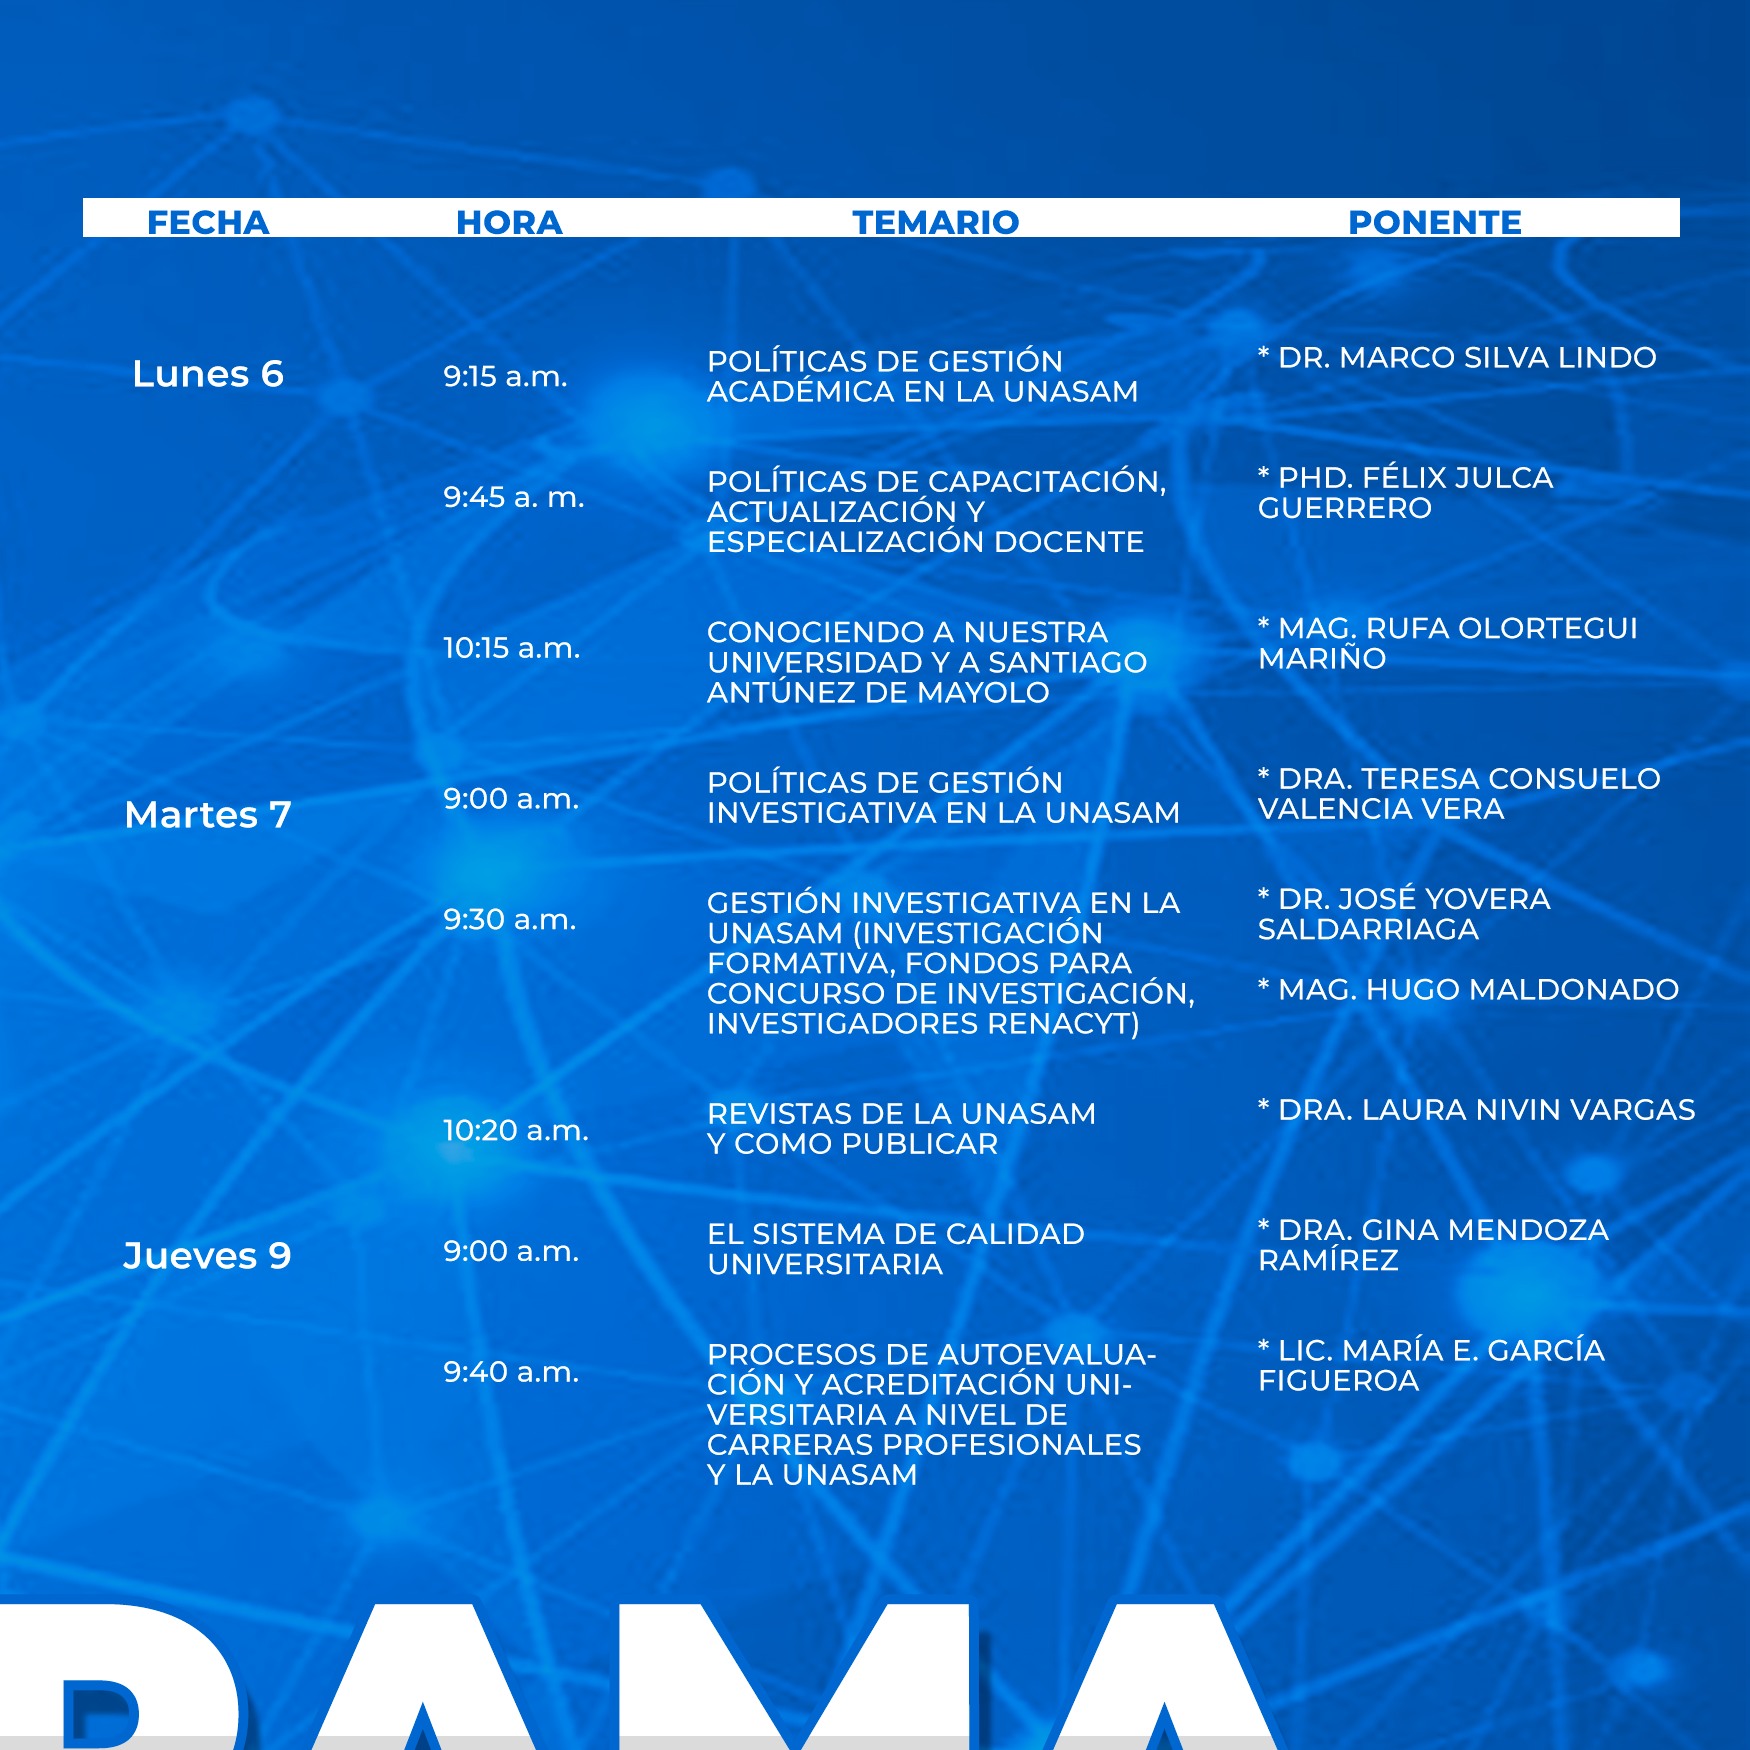 FECHA HORA TEMARIO PONENTE
Lunes 6
9:15 a.m.
POLÍTICAS DE GESTIÓN
ACADÉMICA EN LA UNASAM
* DR. MARCO SILVA LINDO
9:45 a. m.
POLÍTICAS DE CAPACITACIÓN,
ACTUALIZACIÓN Y
ESPECIALIZACIÓN DOCENTE
* PHD. FÉLIX JULCA
GUERRERO
10:15 a.m.
CONOCIENDO A NUESTRA
UNIVERSIDAD Y A SANTIAGO
ANTÚNEZ DE MAYOLO
* MAG. RUFA OLORTEGUI
MARIÑO
Martes 7
9:00 a.m.
POLÍTICAS DE GESTIÓN
INVESTIGATIVA EN LA UNASAM
* DRA. TERESA CONSUELO
VALENCIA VERA
9:30 a.m.
GESTIÓN INVESTIGATIVA EN LA
UNASAM (INVESTIGACIÓN
FORMATIVA, FONDOS PARA
CONCURSO DE INVESTIGACIÓN,
INVESTIGADORES RENACYT)
* DR. JOSÉ YOVERA
SALDARRIAGA
* MAG. HUGO MALDONADO
10:20 a.m.
REVISTAS DE LA UNASAM
Y COMO PUBLICAR
* DRA. LAURA NIVIN VARGAS
Jueves 9
9:00 a.m.
EL SISTEMA DE CALIDAD
UNIVERSITARIA
* DRA. GINA MENDOZA
RAMÍREZ
9:40 a.m.
PROCESOS DE AUTOEVALUA-
CIÓN Y ACREDITACIÓN UNI-
VERSITARIA A NIVEL DE
CARRERAS PROFESIONALES
Y LA UNASAM
* LIC. MARÍA E. GARCÍA
FIGUEROA
RAMA